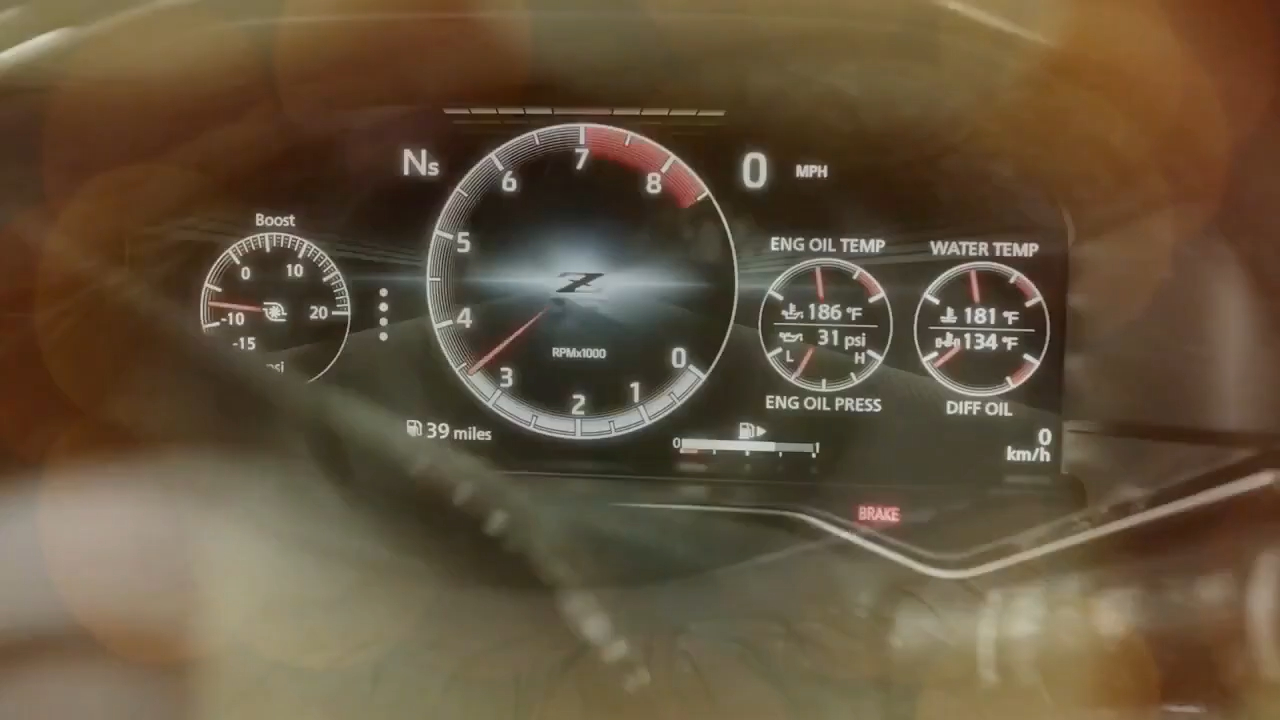 Ns
0 MPH
7
6
8
5
4
3
2
1
0
RPMx1000
Z
Boost
0
10
-10
20
-15
ENG OIL TEMP
186 °F
31 psi
L
H
ENG OIL PRESS
WATER TEMP
181 °F
134 °F
DIFF OIL
39 miles
0
1
0
km/h
BRAKE